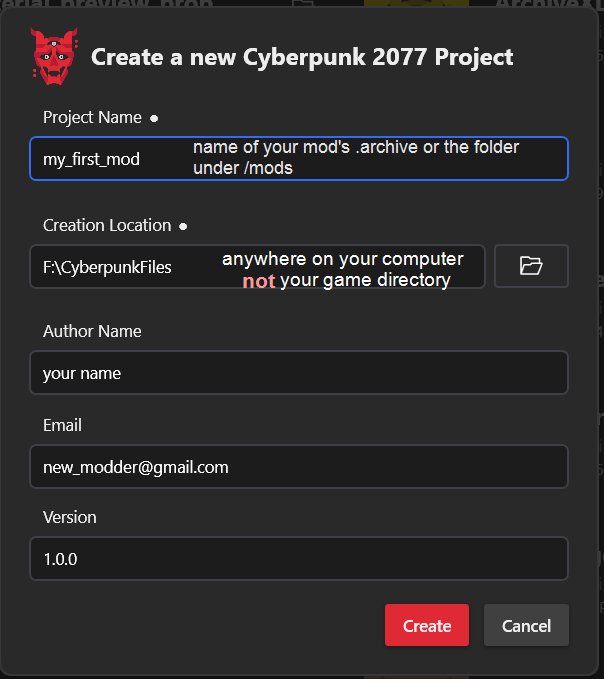 Create a new Cyberpunk 2077 Project
Project Name
my_first_mod
name of your mod's .archive or the folder
under /mods
Creation Location
F:\CyberpunkFiles
anywhere on your computer
not your game directory
Author Name
your name
Email
new_modder@gmail.com
Version
1.0.0
Create
Cancel